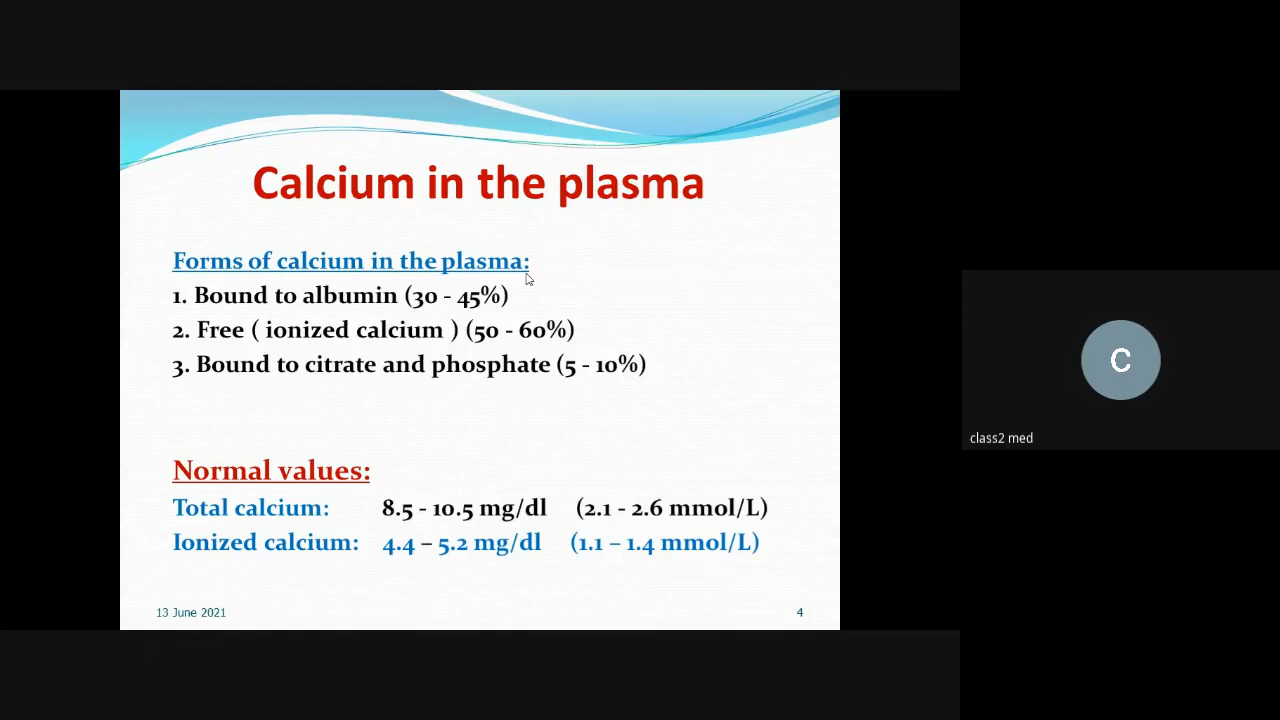 Calcium in the plasma
Forms of calcium in the plasma:
1. Bound to albumin (30 - 45%)
2. Free ( ionized calcium ) (50 - 60%)
3. Bound to citrate and phosphate (5 - 10%)
Normal values:
Total calcium: 8.5 - 10.5 mg/dl (2.1 - 2.6 mmol/L)
Ionized calcium: 4.4 – 5.2 mg/dl (1.1 – 1.4 mmol/L)
13 June 2021 4
C
class2 med